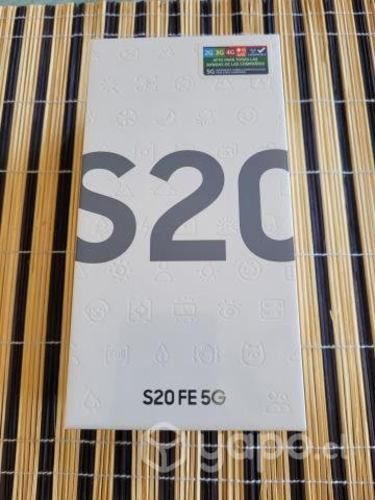 2G 3G 4G
APTO PARA TODAS LAS
BANDAS DE LAS COMPAÑÍAS
5G
S20
S20 FE 5G
yapo.cl